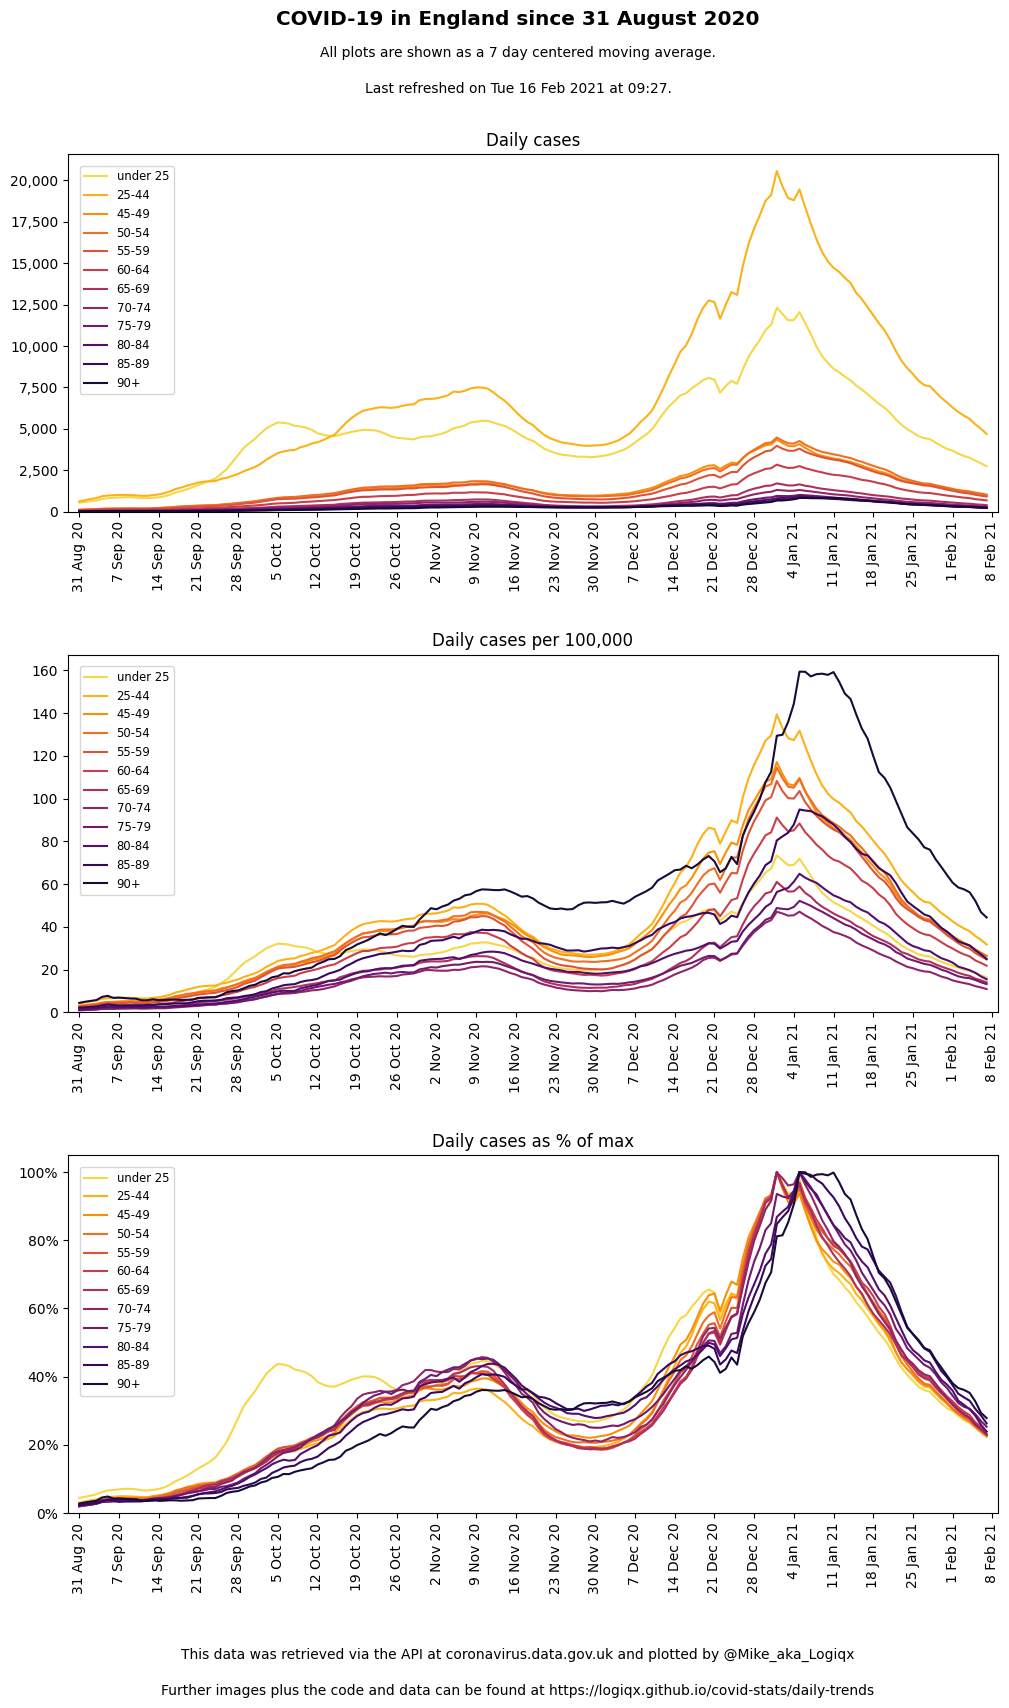 COVID-19 in England since 31 August 2020
All plots are shown as a 7 day centered moving average.
Last refreshed on Tue 16 Feb 2021 at 09:27.
Daily cases
20,000
17,500
15,000
12,500
10,000
7,500
5,000
2,500
0
under 25
25-44
45-49
50-54
55-59
60-64
65-69
70-74
75-79
80-84
85-89
90+
31 Aug 20
7 Sep 20
14 Sep 20
21 Sep 20
28 Sep 20
5 Oct 20
12 Oct 20
19 Oct 20
26 Oct 20
2 Nov 20
9 Nov 20
16 Nov 20
23 Nov 20
30 Nov 20
7 Dec 20
14 Dec 20
21 Dec 20
28 Dec 20
4 Jan 21
11 Jan 21
18 Jan 21
25 Jan 21
1 Feb 21
8 Feb 21
Daily cases per 100,000
160
140
120
100
80
60
40
20
0
under 25
25-44
45-49
50-54
55-59
60-64
65-69
70-74
75-79
80-84
85-89
90+
31 Aug 20
7 Sep 20
14 Sep 20
21 Sep 20
28 Sep 20
5 Oct 20
12 Oct 20
19 Oct 20
26 Oct 20
2 Nov 20
9 Nov 20
16 Nov 20
23 Nov 20
30 Nov 20
7 Dec 20
14 Dec 20
21 Dec 20
28 Dec 20
4 Jan 21
11 Jan 21
18 Jan 21
25 Jan 21
1 Feb 21
8 Feb 21
Daily cases as % of max
100%
80%
60%
40%
20%
0%
under 25
25-44
45-49
50-54
55-59
60-64
65-69
70-74
75-79
80-84
85-89
90+
31 Aug 20
7 Sep 20
14 Sep 20
21 Sep 20
28 Sep 20
5 Oct 20
12 Oct 20
19 Oct 20
26 Oct 20
2 Nov 20
9 Nov 20
16 Nov 20
23 Nov 20
30 Nov 20
7 Dec 20
14 Dec 20
21 Dec 20
28 Dec 20
4 Jan 21
11 Jan 21
18 Jan 21
25 Jan 21
1 Feb 21
8 Feb 21
This data was retrieved via the API at coronavirus.data.gov.uk and plotted by @Mike_aka_Logiqx
Further images plus the code and data can be found at https://logiqx.github.io/covid-stats/daily-trends